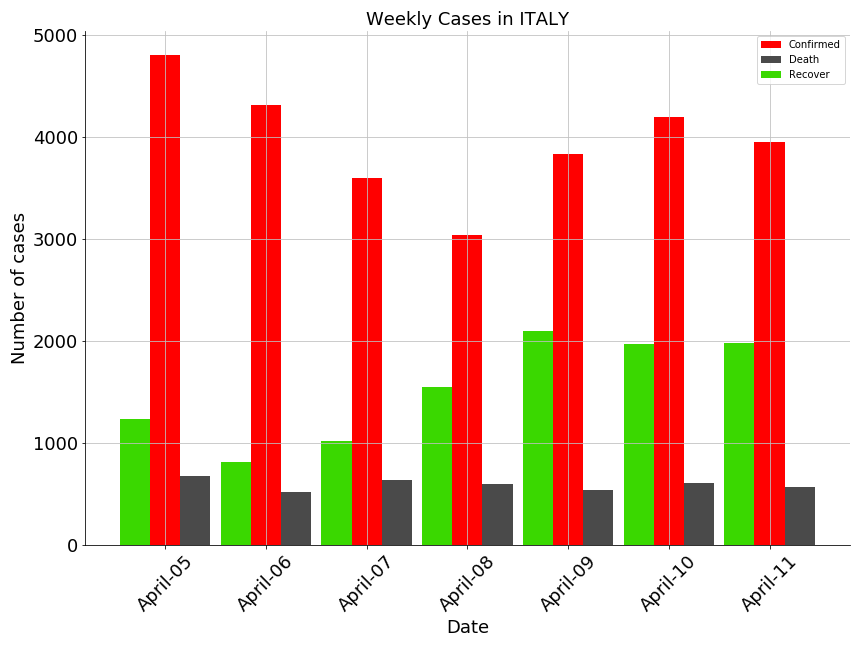 Weekly Cases in ITALY
Confirmed
Death
Recover
Number of cases
5000
4000
3000
2000
1000
0
April-05
April-06
April-07
April-08
April-09
April-10
April-11
Date